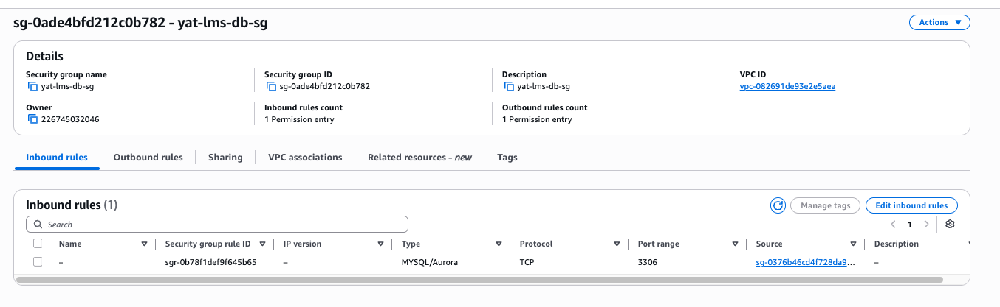 sg-0ade4bfd212c0b782 - yat-lms-db-sg
Actions
Details
Security group name
yat-lms-db-sg
Security group ID
sg-0ade4bfd212c0b782
Description
yat-lms-db-sg
VPC ID
vpc-082691de93e2e5aea
Owner
226745032046
Inbound rules count
1 Permission entry
Outbound rules count
1 Permission entry
Inbound rules Outbound rules Sharing VPC associations Related resources - new Tags
Inbound rules (1)
Manage tags
Edit inbound rules
Search
1
Name Security group rule ID IP version Type Protocol Port range Source Description
– sgr-0b78f1def9f645b65 – MYSQL/Aurora TCP 3306 sg-0376b46cd4f728da9... –